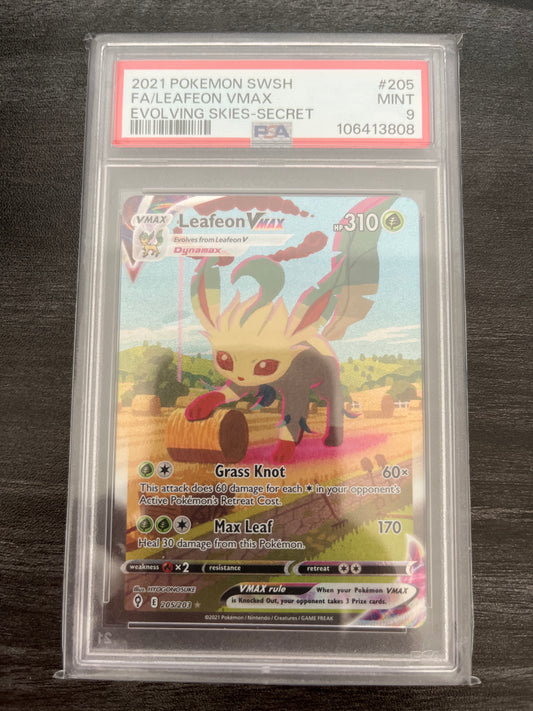 2021 POKEMON SWSH #205
FA/LEAFEON VMAX MINT
EVOLVING SKIES-SECRET 9
PSA 106413808
VMAX Leafeon VMAX HP 310
Evolves from Leafeon V
Dynamax
Grass Knot 60×
This attack does 60 damage for each in your opponent's
Active Pokémon's Retreat Cost.
Max Leaf 170
Heal 30 damage from this Pokémon.
weakness ×2 resistance retreat
Illus. HYOGONOSUKE
E 205/203
VMAX rule When your Pokémon VMAX
is Knocked Out, your opponent takes 3 Prize cards.
©2021 Pokémon / Nintendo / Creatures / GAME FREAK